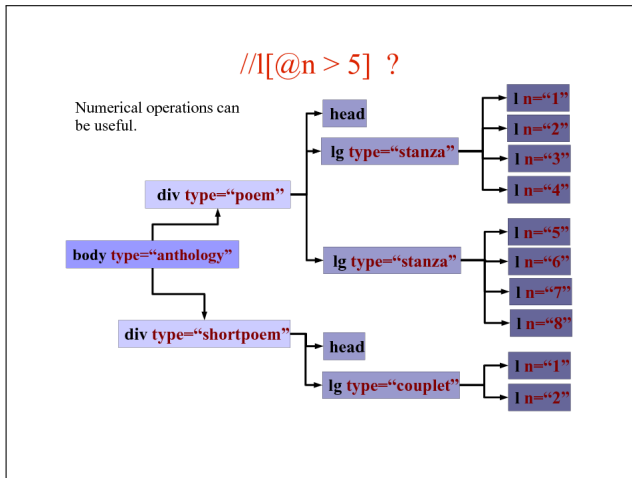 //l[@n > 5]  ?
Numerical operations can
be useful.
head
lg type=“stanza”
l n=“1”
l n=“2”
l n=“3”
l n=“4”
div type=“poem”
body type=“anthology”
lg type=“stanza”
l n=“5”
l n=“6”
l n=“7”
l n=“8”
div type=“shortpoem”
head
lg type=“couplet”
l n=“1”
l n=“2”